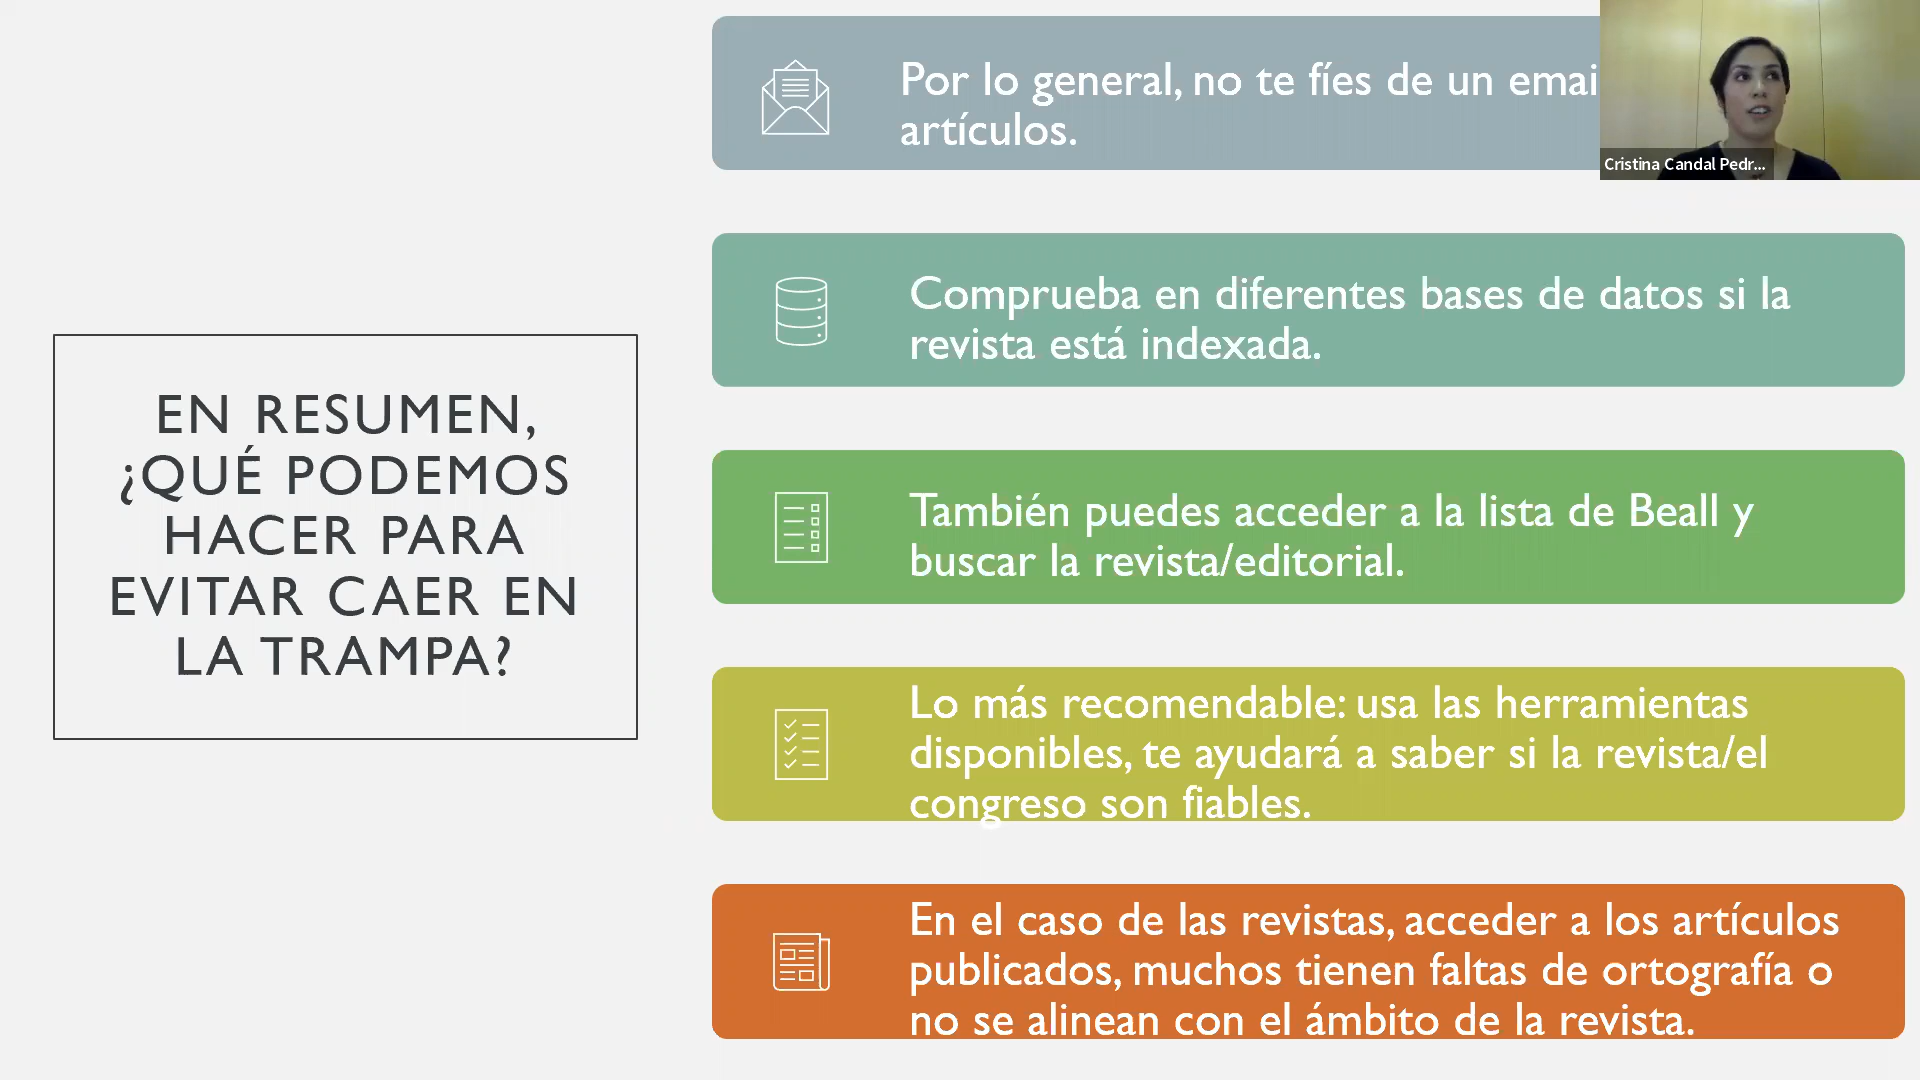 EN RESUMEN,
¿QUÉ PODEMOS
HACER PARA
EVITAR CAER EN
LA TRAMPA?
Por lo general, no te fíes de un
artículos.
Comprueba en diferentes bases de datos si la
revista está indexada.
También puedes acceder a la lista de Beall y
buscar la revista/editorial.
Lo más recomendable: usa las herramientas
disponibles, te ayudará a saber si la revista/el
congreso son fiables.
En el caso de las revistas, acceder a los artículos
publicados, muchos tienen faltas de ortografía o
no se alinean con el ámbito de la revista.
Cristina Candal Pedr...